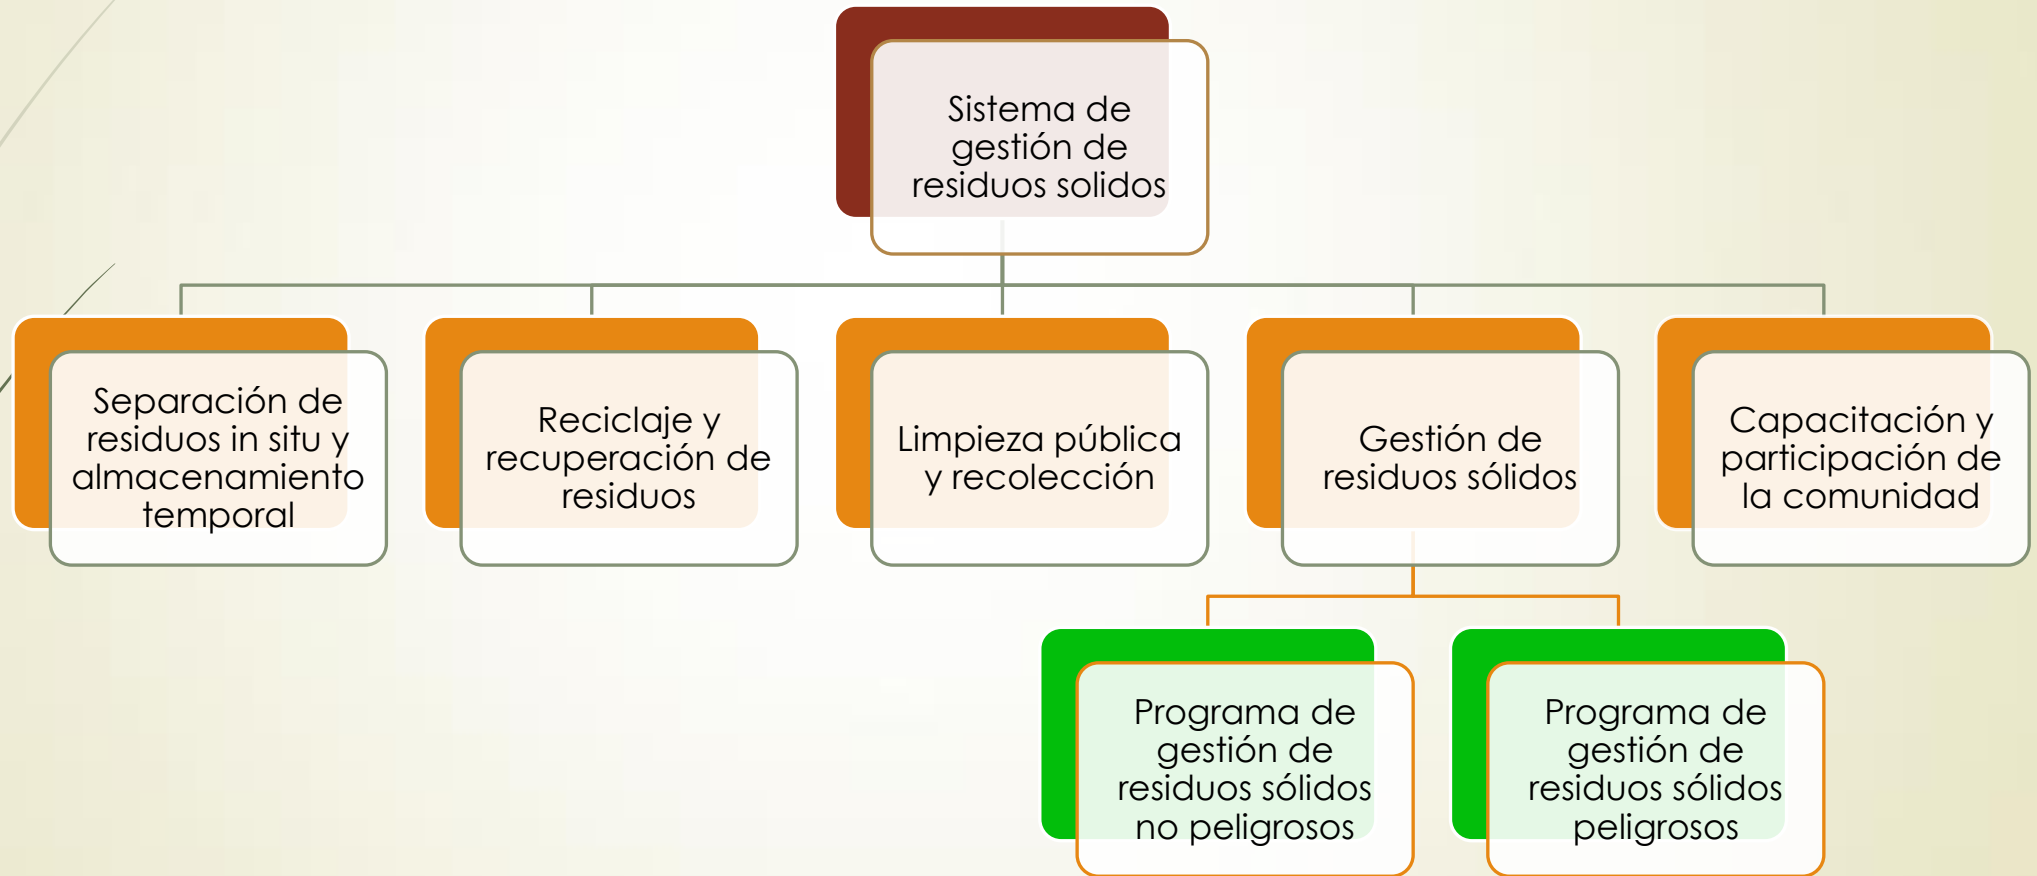 Sistema de
gestión de
residuos solidos
Separación de
residuos in situ y
almacenamiento
temporal
Reciclaje y
recuperación de
residuos
Limpieza pública
y recolección
Gestión de
residuos sólidos
Capacitación y
participación de
la comunidad
Programa de
gestión de
residuos sólidos
no peligrosos
Programa de
gestión de
residuos sólidos
peligrosos